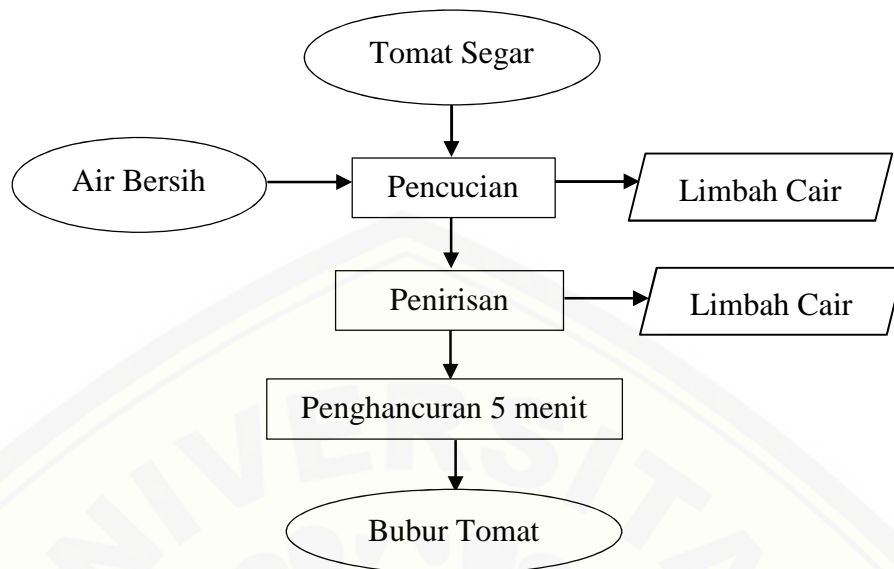 Tomat Segar
Air Bersih
Pencucian
Limbah Cair
Penirisan
Limbah Cair
Penghancuran 5 menit
Bubur Tomat